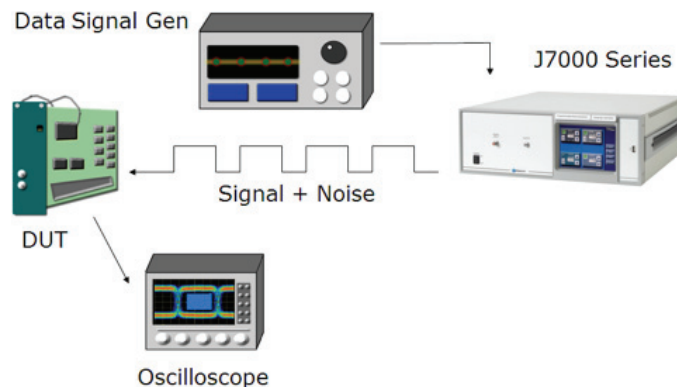 Data Signal Gen
J7000 Series
Signal + Noise
DUT
Oscilloscope